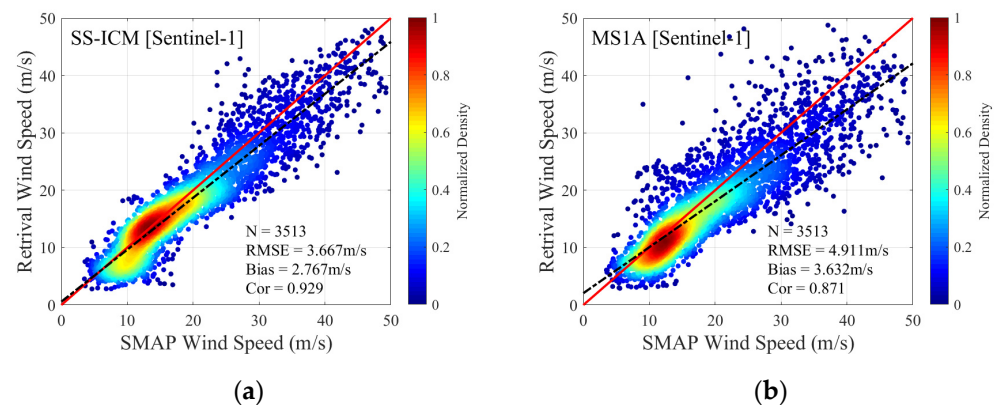 SS-ICM [Sentinel-1]
N = 3513
RMSE = 3.667m/s
Bias = 2.767m/s
Cor = 0.929
Retrival Wind Speed (m/s)
50
40
30
20
10
0
0 10 20 30 40 50
SMAP Wind Speed (m/s)
1
0.8
0.6
0.4
0.2
0
Normalized Density
(a)
MS1A [Sentinel-1]
N = 3513
RMSE = 4.911m/s
Bias = 3.632m/s
Cor = 0.871
Retrival Wind Speed (m/s)
50
40
30
20
10
0
0 10 20 30 40 50
SMAP Wind Speed (m/s)
1
0.8
0.6
0.4
0.2
0
Normalized Density
(b)